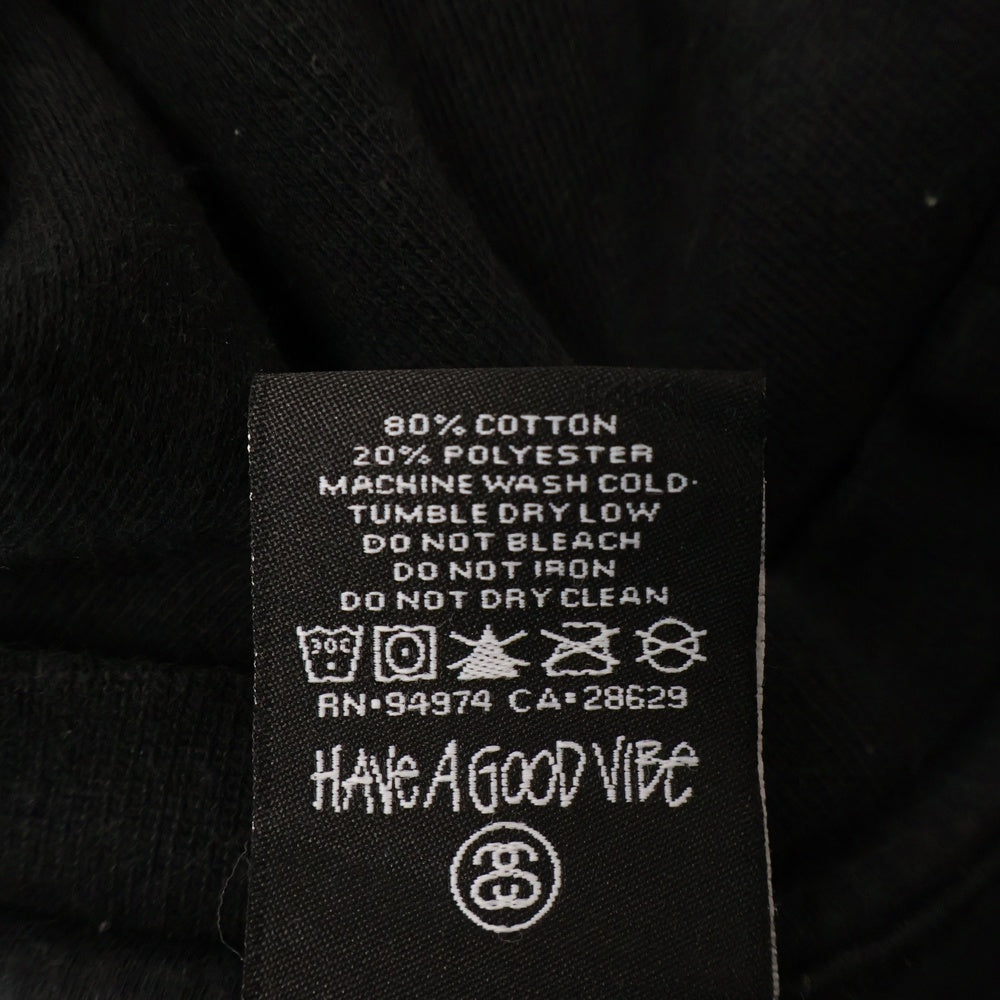 80% COTTON
20% POLYESTER
MACHINE WASH COLD
TUMBLE DRY LOW
DO NOT BLEACH
DO NOT IRON
DO NOT DRY CLEAN
30C
RN•94974 CA•28629
HAVE A GOOD VIBE